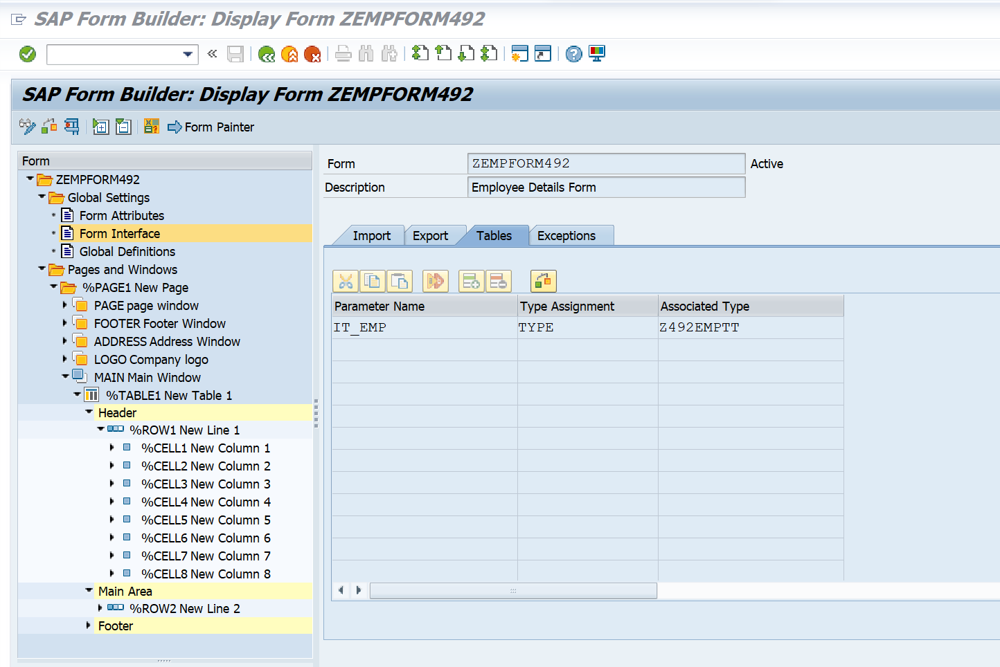 SAP Form Builder: Display Form ZEMPFORM492
SAP Form Builder: Display Form ZEMPFORM492
Form Painter
Form
ZEMPFORM492
Global Settings
Form Attributes
Form Interface
Global Definitions
Pages and Windows
%PAGE1 New Page
PAGE page window
FOOTER Footer Window
ADDRESS Address Window
LOGO Company logo
MAIN Main Window
%TABLE1 New Table 1
Header
%ROW1 New Line 1
%CELL1 New Column 1
%CELL2 New Column 2
%CELL3 New Column 3
%CELL4 New Column 4
%CELL5 New Column 5
%CELL6 New Column 6
%CELL7 New Column 7
%CELL8 New Column 8
Main Area
%ROW2 New Line 2
Footer
Form ZEMPFORM492 Active
Description Employee Details Form
Import Export Tables Exceptions
Parameter Name Type Assignment Associated Type
IT_EMP TYPE Z492EMPTT